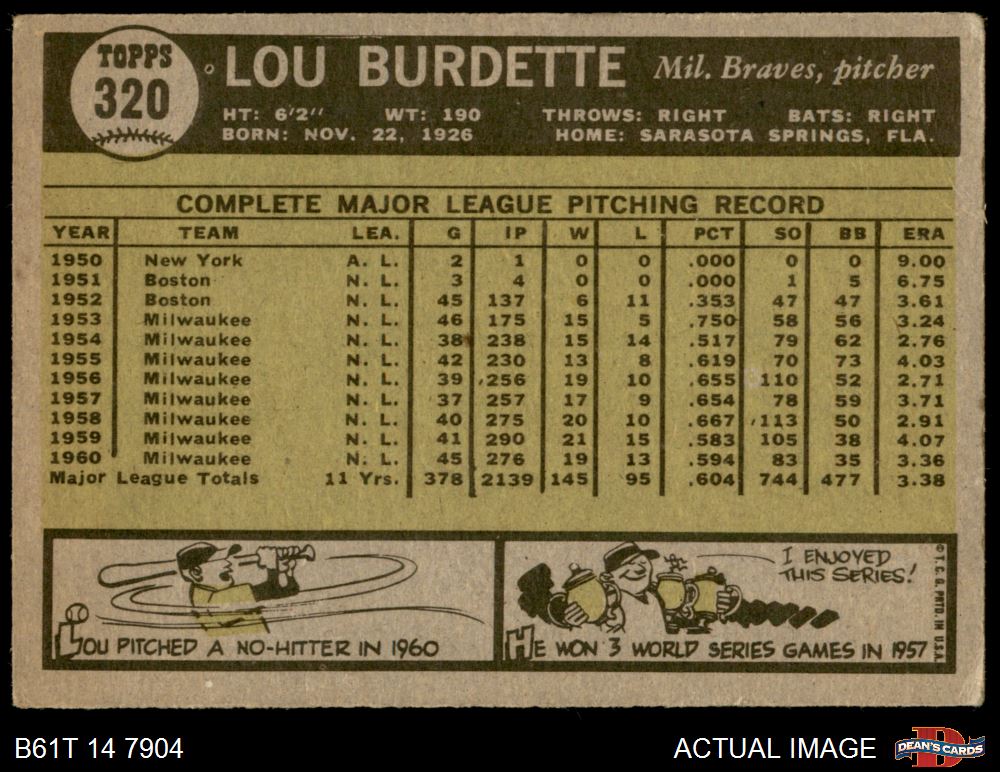 TOPPS
320
LOU BURDETTE Mil. Braves, pitcher
HT: 6'2" WT: 190 THROWS: RIGHT BATS: RIGHT
BORN: NOV. 22, 1926 HOME: SARASOTA SPRINGS, FLA.
COMPLETE MAJOR LEAGUE PITCHING RECORD
YEAR TEAM LEA. G IP W L PCT SO BB ERA
1950 New York A. L. 2 1 0 0 .000 0 0 9.00
1951 Boston N. L. 3 4 0 0 .000 1 5 6.75
1952 Boston N. L. 45 137 6 11 .353 47 47 3.61
1953 Milwaukee N. L. 46 175 15 5 .750 58 56 3.24
1954 Milwaukee N. L. 38 238 15 14 .517 79 62 2.76
1955 Milwaukee N. L. 42 230 13 8 .619 70 73 4.03
1956 Milwaukee N. L. 39 256 19 10 .655 110 52 2.71
1957 Milwaukee N. L. 37 257 17 9 .654 78 59 3.71
1958 Milwaukee N. L. 40 275 20 10 .667 113 50 2.91
1959 Milwaukee N. L. 41 290 21 15 .583 105 38 4.07
1960 Milwaukee N. L. 45 276 19 13 .594 83 35 3.36
Major League Totals 11 Yrs. 378 2139 145 95 .604 744 477 3.38
LOU PITCHED A NO-HITTER IN 1960
I ENJOYED
THIS SERIES!
HE WON 3 WORLD SERIES GAMES IN 1957
© T. C. G. PRTD. IN U.S.A.
B61T 14 7904
ACTUAL IMAGE
D
DEAN'S CARDS